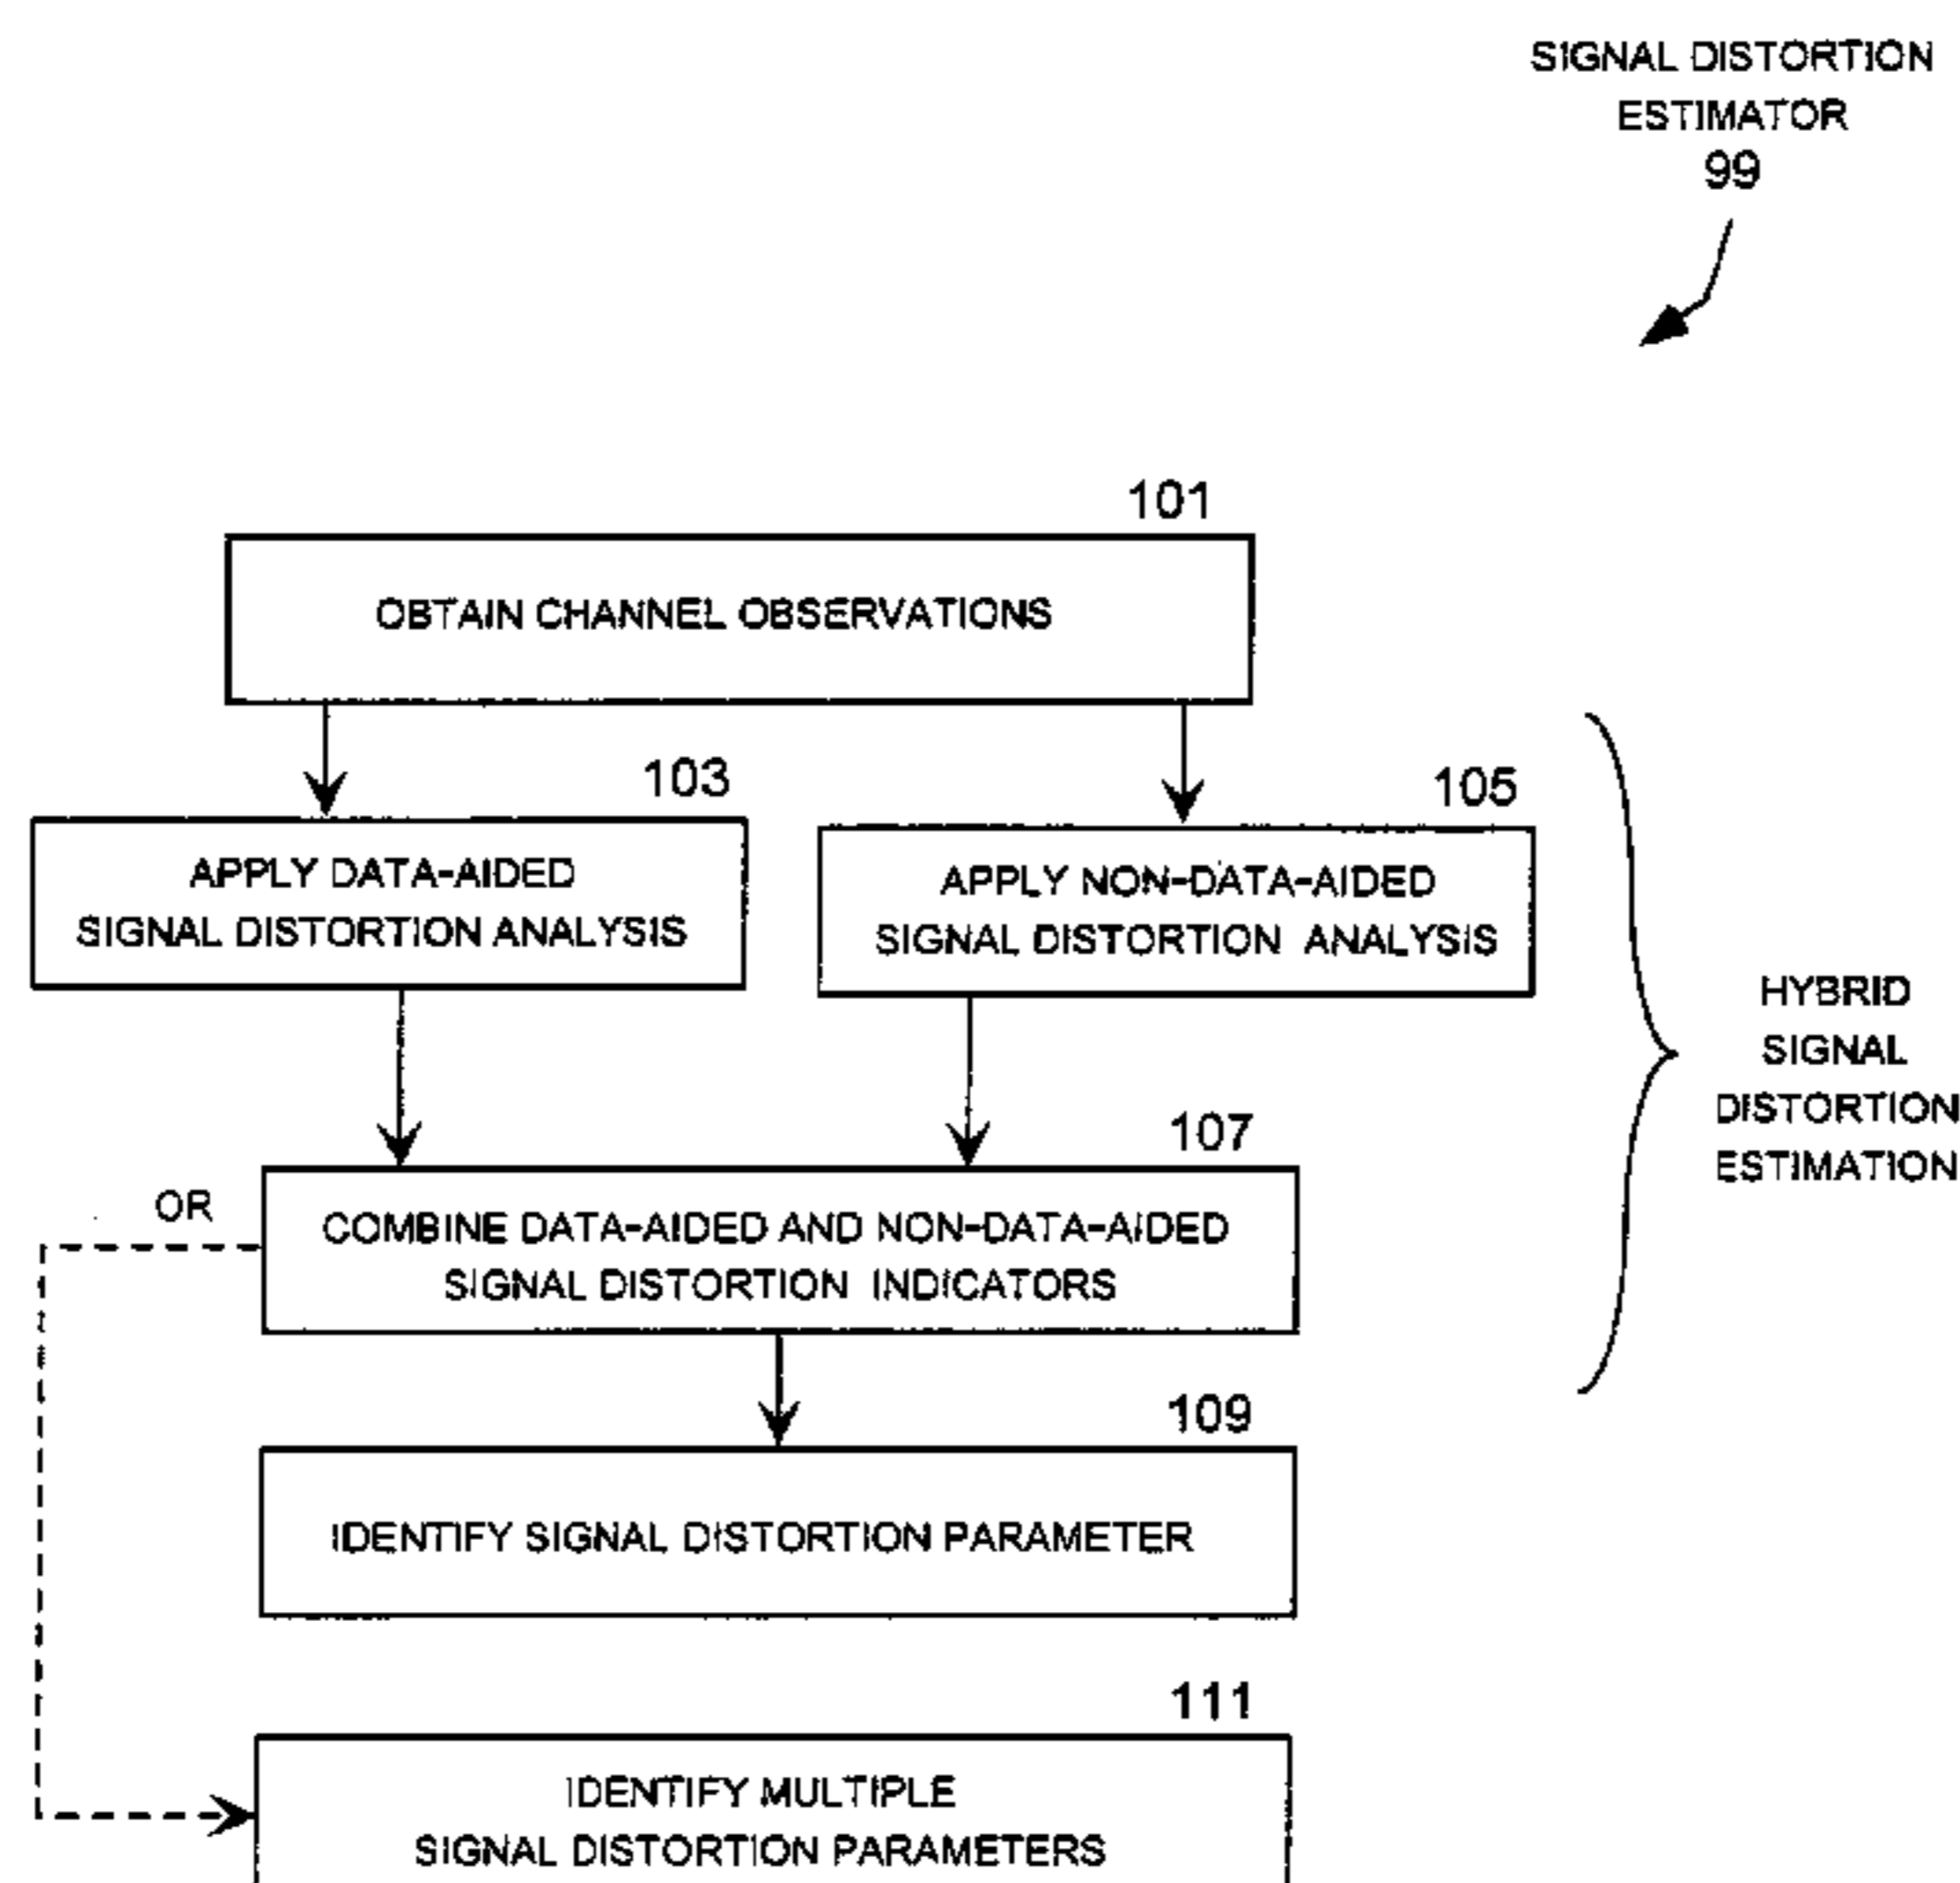 SIGNAL DISTORTION
ESTIMATOR
99
101
OBTAIN CHANNEL OBSERVATIONS
103
APPLY DATA-AIDED
SIGNAL DISTORTION ANALYSIS
105
APPLY NON-DATA-AIDED
SIGNAL DISTORTION ANALYSIS
HYBRID
SIGNAL
DISTORTION
ESTIMATION
107
OR
COMBINE DATA-AIDED AND NON-DATA-AIDED
SIGNAL DISTORTION INDICATORS
109
IDENTIFY SIGNAL DISTORTION PARAMETER
111
IDENTIFY MULTIPLE
SIGNAL DISTORTION PARAMETERS